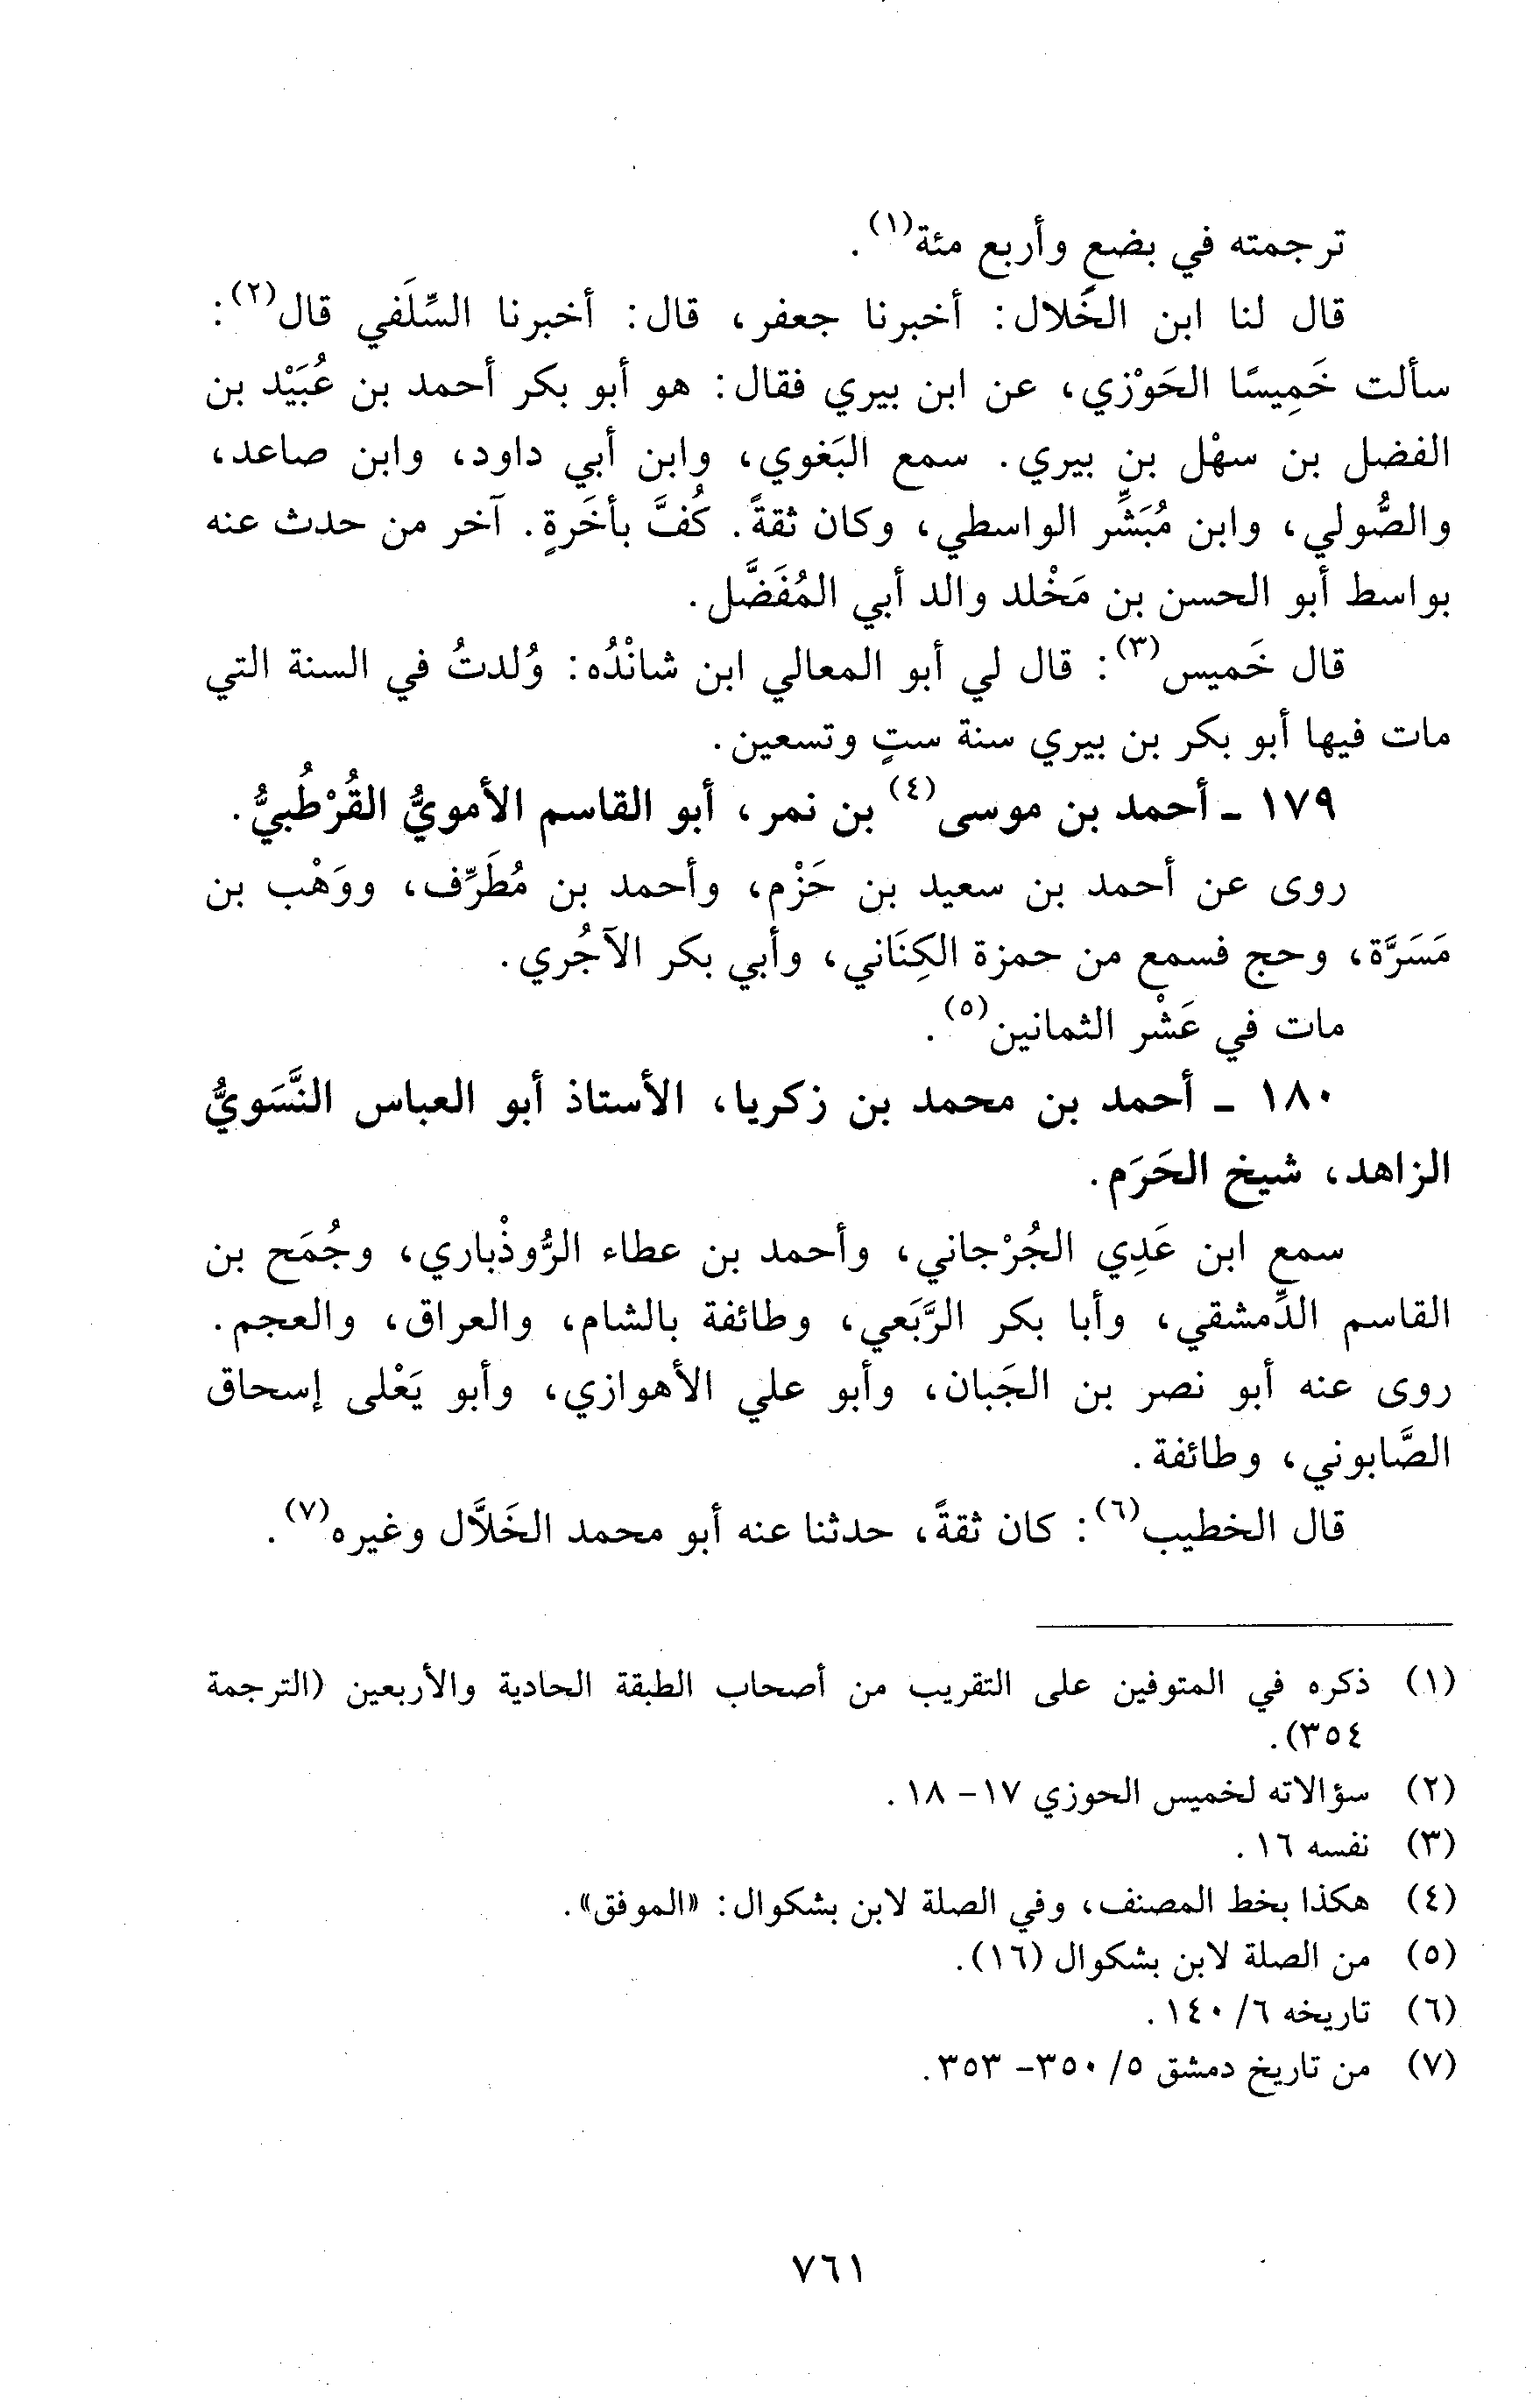 ترجمته في بضعٍ وأربع مئة(١).
قال لنا ابن الخَلال: أخبرنا جعفر، قال: أخبرنا السِّلَفي قال(٢):
سألت خَمِيسًا الحَوْزي، عن ابن بيري فقال: هو أبو بكر أحمد بن عُبَيْد بن
الفضل بن سهْل بن بيري. سمع البَغوي، وابن أبي داود، وابن صاعد،
والصُّولي، وابن مُبَشِّر الواسطي، وكان ثقةً. كُفَّ بأخَرةٍ. آخر من حدث عنه
بواسط أبو الحسن بن مَخْلد والد أبي المُفَضَّل.
قال خَميس(٣): قال لي أبو المعالي ابن شانْدُه: وُلدتُ في السنة التي
مات فيها أبو بكر بن بيري سنة ستٍ وتسعين.
١٧٩ ـ أحمد بن موسى(٤) بن نمر، أبو القاسم الأمويُّ القُرْطُبيُّ.
روى عن أحمد بن سعيد بن حَزْم، وأحمد بن مُطَرِّف، ووَهْب بن
مَسَرَّة، وحج فسمع من حمزة الكِنَاني، وأبي بكر الآجُري.
مات في عَشْر الثمانين(٥).
١٨٠ ـ أحمد بن محمد بن زكريا، الأستاذ أبو العباس النَّسَويُّ
الزاهد، شيخ الحَرَم.
سمع ابن عَدِي الجُرْجاني، وأحمد بن عطاء الرُّوذْباري، وجُمَح بن
القاسم الدِّمشقي، وأبا بكر الرَّبَعي، وطائفة بالشام، والعراق، والعجم.
روى عنه أبو نصر بن الجَبان، وأبو علي الأهوازي، وأبو يَعْلى إسحاق
الصَّابوني، وطائفة.
قال الخطيب(٦): كان ثقةً، حدثنا عنه أبو محمد الخَلاَّل وغيره(٧).
(١) ذكره في المتوفين على التقريب من أصحاب الطبقة الحادية والأربعين (الترجمة
٣٥٤).
(٢) سؤالاته لخميس الحوزي ١٧- ١٨.
(٣) نفسه ١٦.
(٤) هكذا بخط المصنف، وفي الصلة لابن بشكوال: «الموفق».
(٥) من الصلة لابن بشكوال (١٦).
(٦) تاريخه ٦/ ١٤٠.
(٧) من تاريخ دمشق ٥/ ٣٥٠- ٣٥٣.
٧٦١